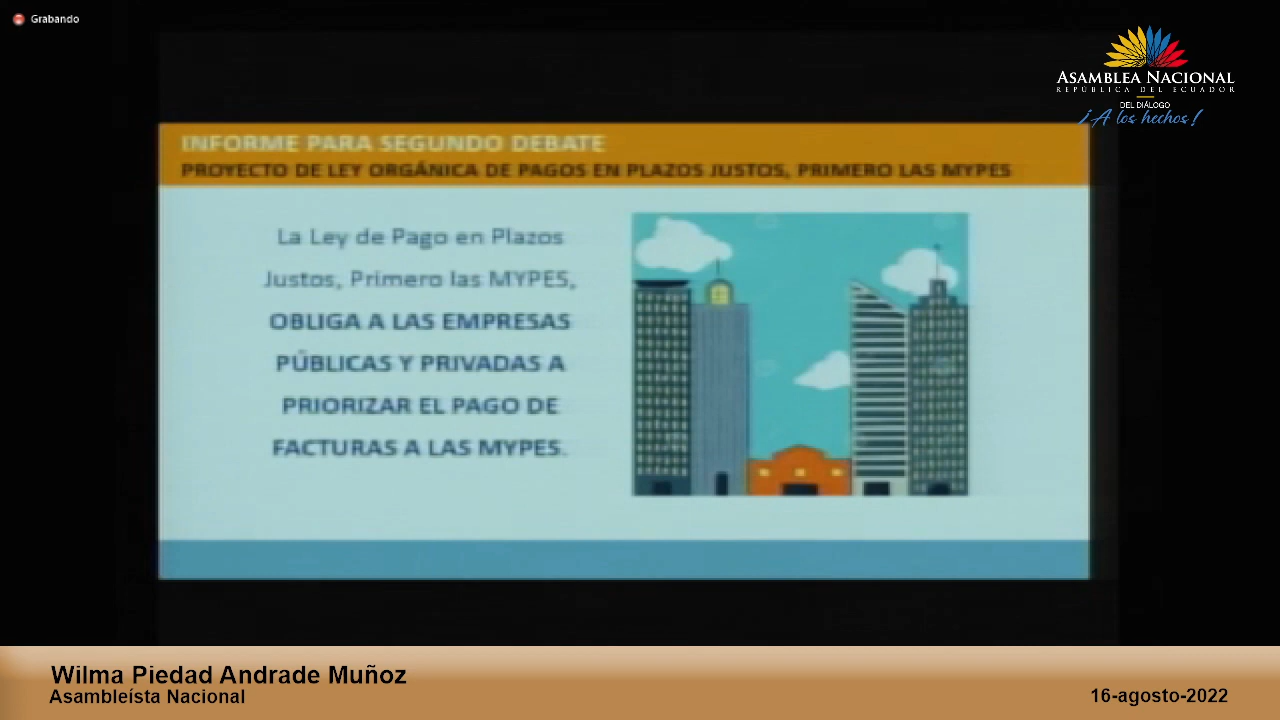 Grabando
ASAMBLEA NACIONAL
REPÚBLICA DEL ECUADOR
DEL DIÁLOGO
¡A los hechos!
INFORME PARA SEGUNDO DEBATE
PROYECTO DE LEY ORGÁNICA DE PAGOS EN PLAZOS JUSTOS, PRIMERO LAS MYPES
La Ley de Pago en Plazos
Justos, Primero las MYPES,
OBLIGA A LAS EMPRESAS
PÚBLICAS Y PRIVADAS A
PRIORIZAR EL PAGO DE
FACTURAS A LAS MYPES.
Wilma Piedad Andrade Muñoz
Asambleísta Nacional
16-agosto-2022